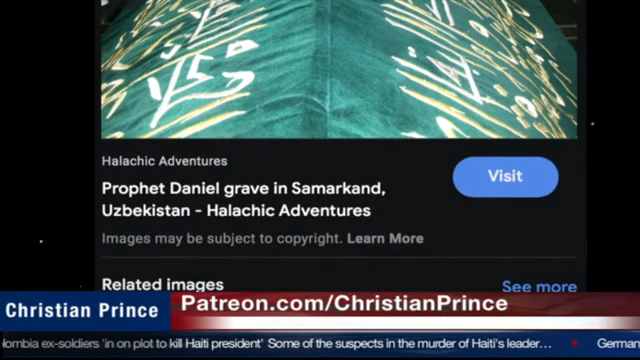 Halachic Adventures
Visit
Prophet Daniel grave in Samarkand,
Uzbekistan - Halachic Adventures
Images may be subject to copyright. Learn More
Related images
See more
Christian Prince
Patreon.com/ChristianPrince
lombia ex-soldiers 'in on plot to kill Haiti president' Some of the suspects in the murder of Haiti's leader... German